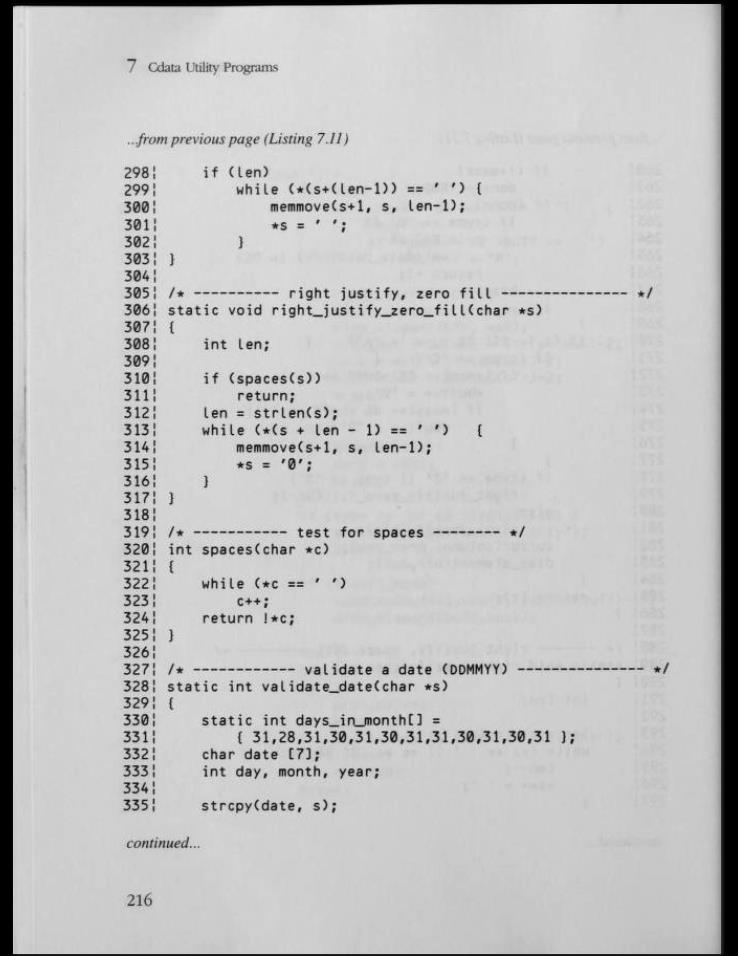 7 Cdata Utility Programs
...from previous page (Listing 7.11)
298¦     if (len)
299¦         while (*(s+(len-1)) == ' ') {
300¦             memmove(s+1, s, len-1);
301¦             *s = ' ';
302¦         }
303¦ }
304¦
305¦ /* ---------- right justify, zero fill --------------- */
306¦ static void right_justify_zero_fill(char *s)
307¦ {
308¦     int len;
309¦
310¦     if (spaces(s))
311¦         return;
312¦     len = strlen(s);
313¦     while (*(s + len - 1) == ' ')   {
314¦         memmove(s+1, s, len-1);
315¦         *s = '0';
316¦     }
317¦ }
318¦
319¦ /* ----------- test for spaces -------- */
320¦ int spaces(char *c)
321¦ {
322¦     while (*c == ' ')
323¦         c++;
324¦     return !*c;
325¦ }
326¦
327¦ /* ------------ validate a date (DDMMYY) --------------- */
328¦ static int validate_date(char *s)
329¦ {
330¦     static int days_in_month[] =
331¦         { 31,28,31,30,31,30,31,31,30,31,30,31 };
332¦     char date [7];
333¦     int day, month, year;
334¦
335¦     strcpy(date, s);
continued...
216